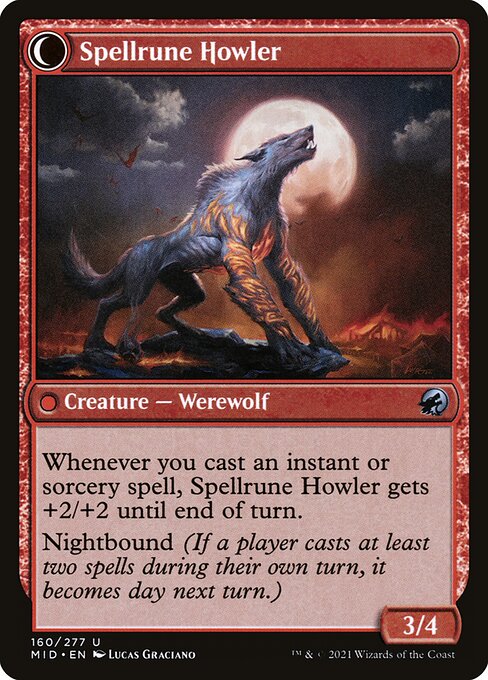 Spellrune Howler
Creature — Werewolf
Whenever you cast an instant or
sorcery spell, Spellrune Howler gets
+2/+2 until end of turn.
Nightbound (If a player casts at least
two spells during their own turn, it
becomes day next turn.)
3/4
160/277 U
MID • EN Lucas Graciano
™ & © 2021 Wizards of the Coast